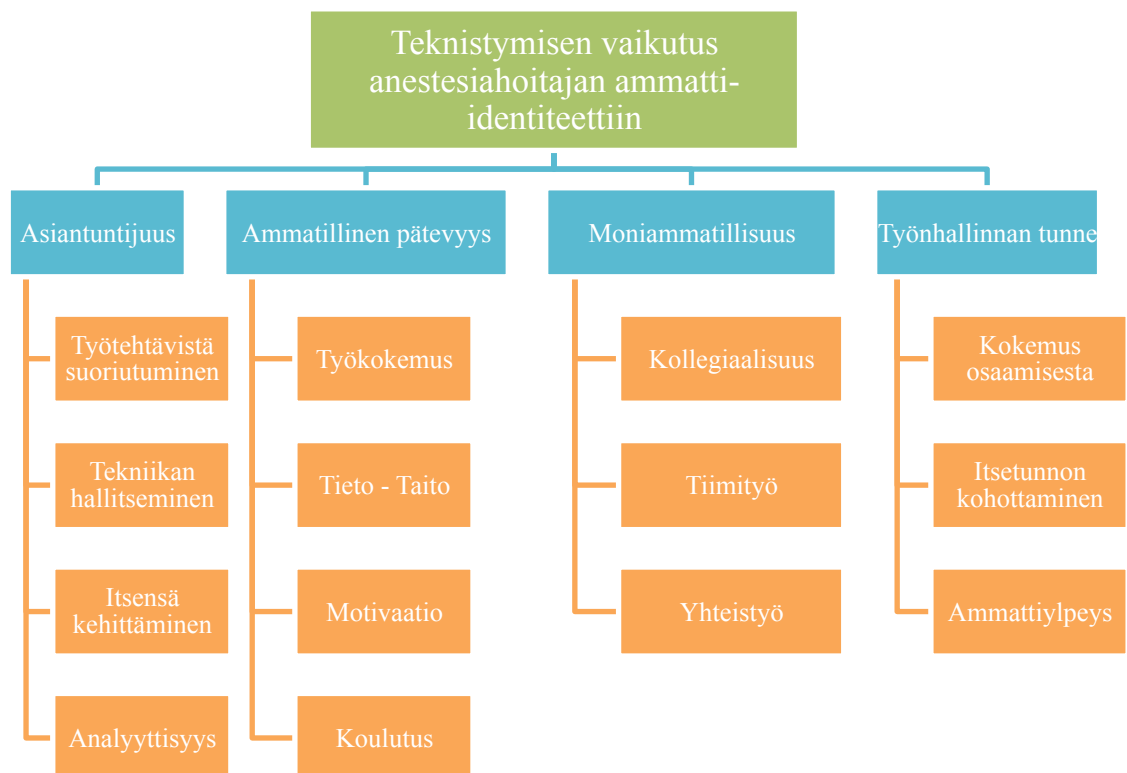 Teknistymisen vaikutus
anestesiahoitajan ammatti-
identiteettiin
Asiantuntijuus
Työtehtävistä
suoriutuminen
Tekniikan
hallitseminen
Itsensä
kehittäminen
Analyyttisyys
Ammatillinen pätevyys
Työkokemus
Tieto - Taito
Motivaatio
Koulutus
Moniammatillisuus
Kollegiaalisuus
Tiimityö
Yhteistyö
Työnhallinnan tunne
Kokemus
osaamisesta
Itsetunnon
kohottaminen
Ammattiylpeys